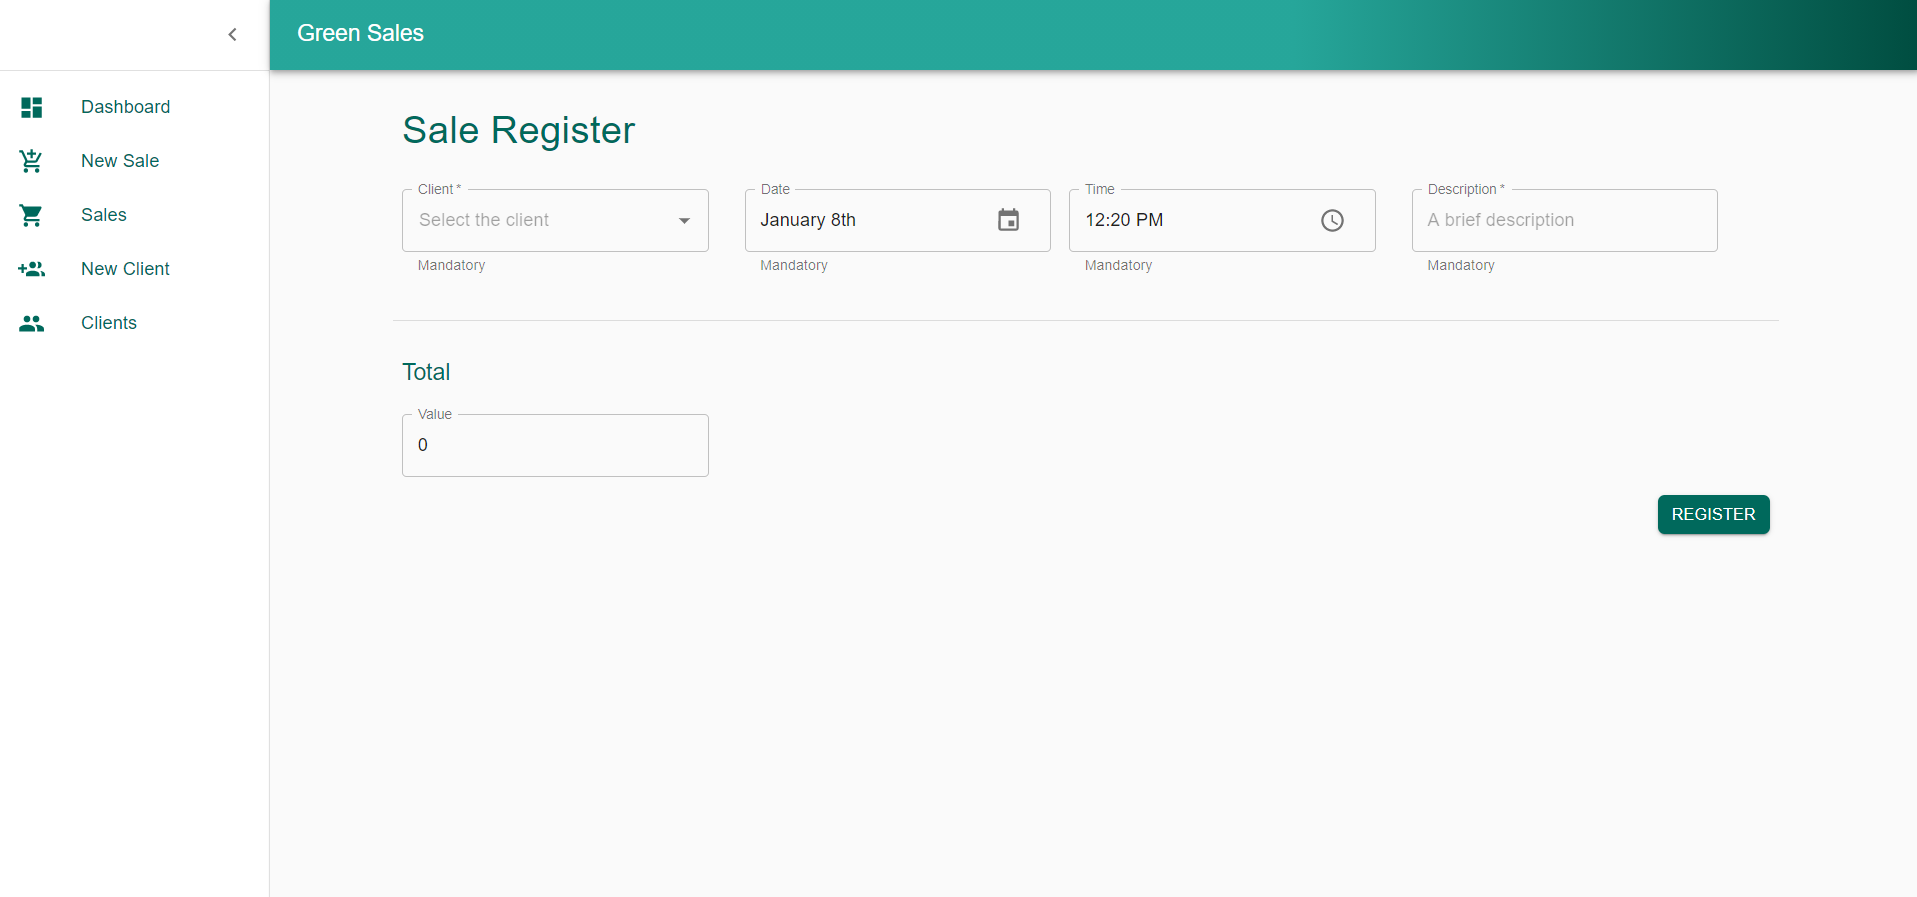 Green Sales
Dashboard
New Sale
Sales
New Client
Clients
Sale Register
Client *
Select the client
Mandatory
Date
January 8th
Mandatory
Time
12:20 PM
Mandatory
Description *
A brief description
Mandatory
Total
Value
0
REGISTER